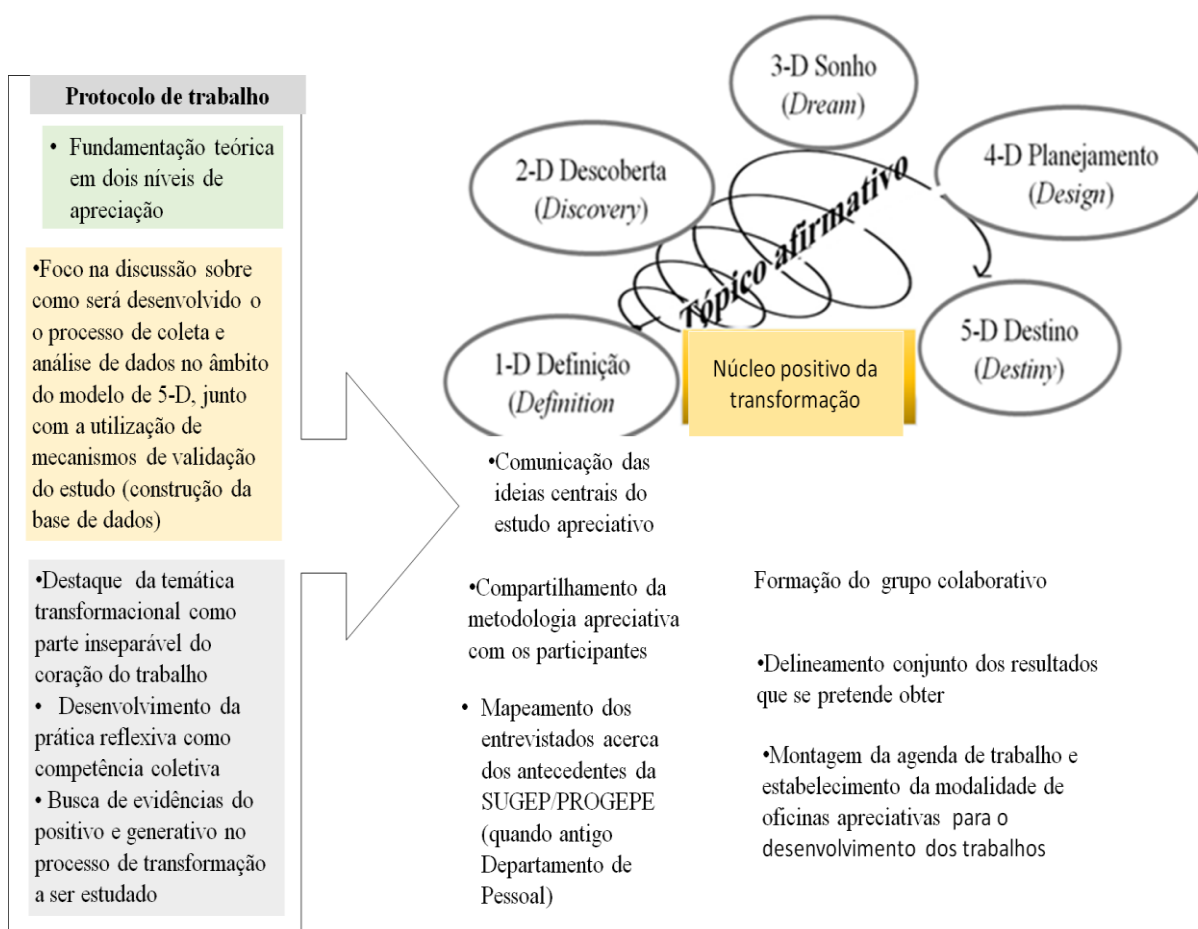 Protocolo de trabalho
• Fundamentação teórica
em dois níveis de
apreciação
•Foco na discussão sobre
como será desenvolvido o
o processo de coleta e
análise de dados no âmbito
do modelo de 5-D, junto
com a utilização de
mecanismos de validação
do estudo (construção da
base de dados)
•Destaque da temática
transformacional como
parte inseparável do
coração do trabalho
• Desenvolvimento da
prática reflexiva como
competência coletiva
• Busca de evidências do
positivo e generativo no
processo de transformação
a ser estudado
1-D Definição
(Definition
2-D Descoberta
(Discovery)
3-D Sonho
(Dream)
4-D Planejamento
(Design)
5-D Destino
(Destiny)
Tópico afirmativo
Núcleo positivo da
transformação
•Comunicação das
ideias centrais do
estudo apreciativo
•Compartilhamento da
metodologia apreciativa
com os participantes
• Mapeamento dos
entrevistados acerca
dos antecedentes da
SUGEP/PROGEPE
(quando antigo
Departamento de
Pessoal)
Formação do grupo colaborativo
•Delineamento conjunto dos resultados
que se pretende obter
•Montagem da agenda de trabalho e
estabelecimento da modalidade de
oficinas apreciativas para o
desenvolvimento dos trabalhos